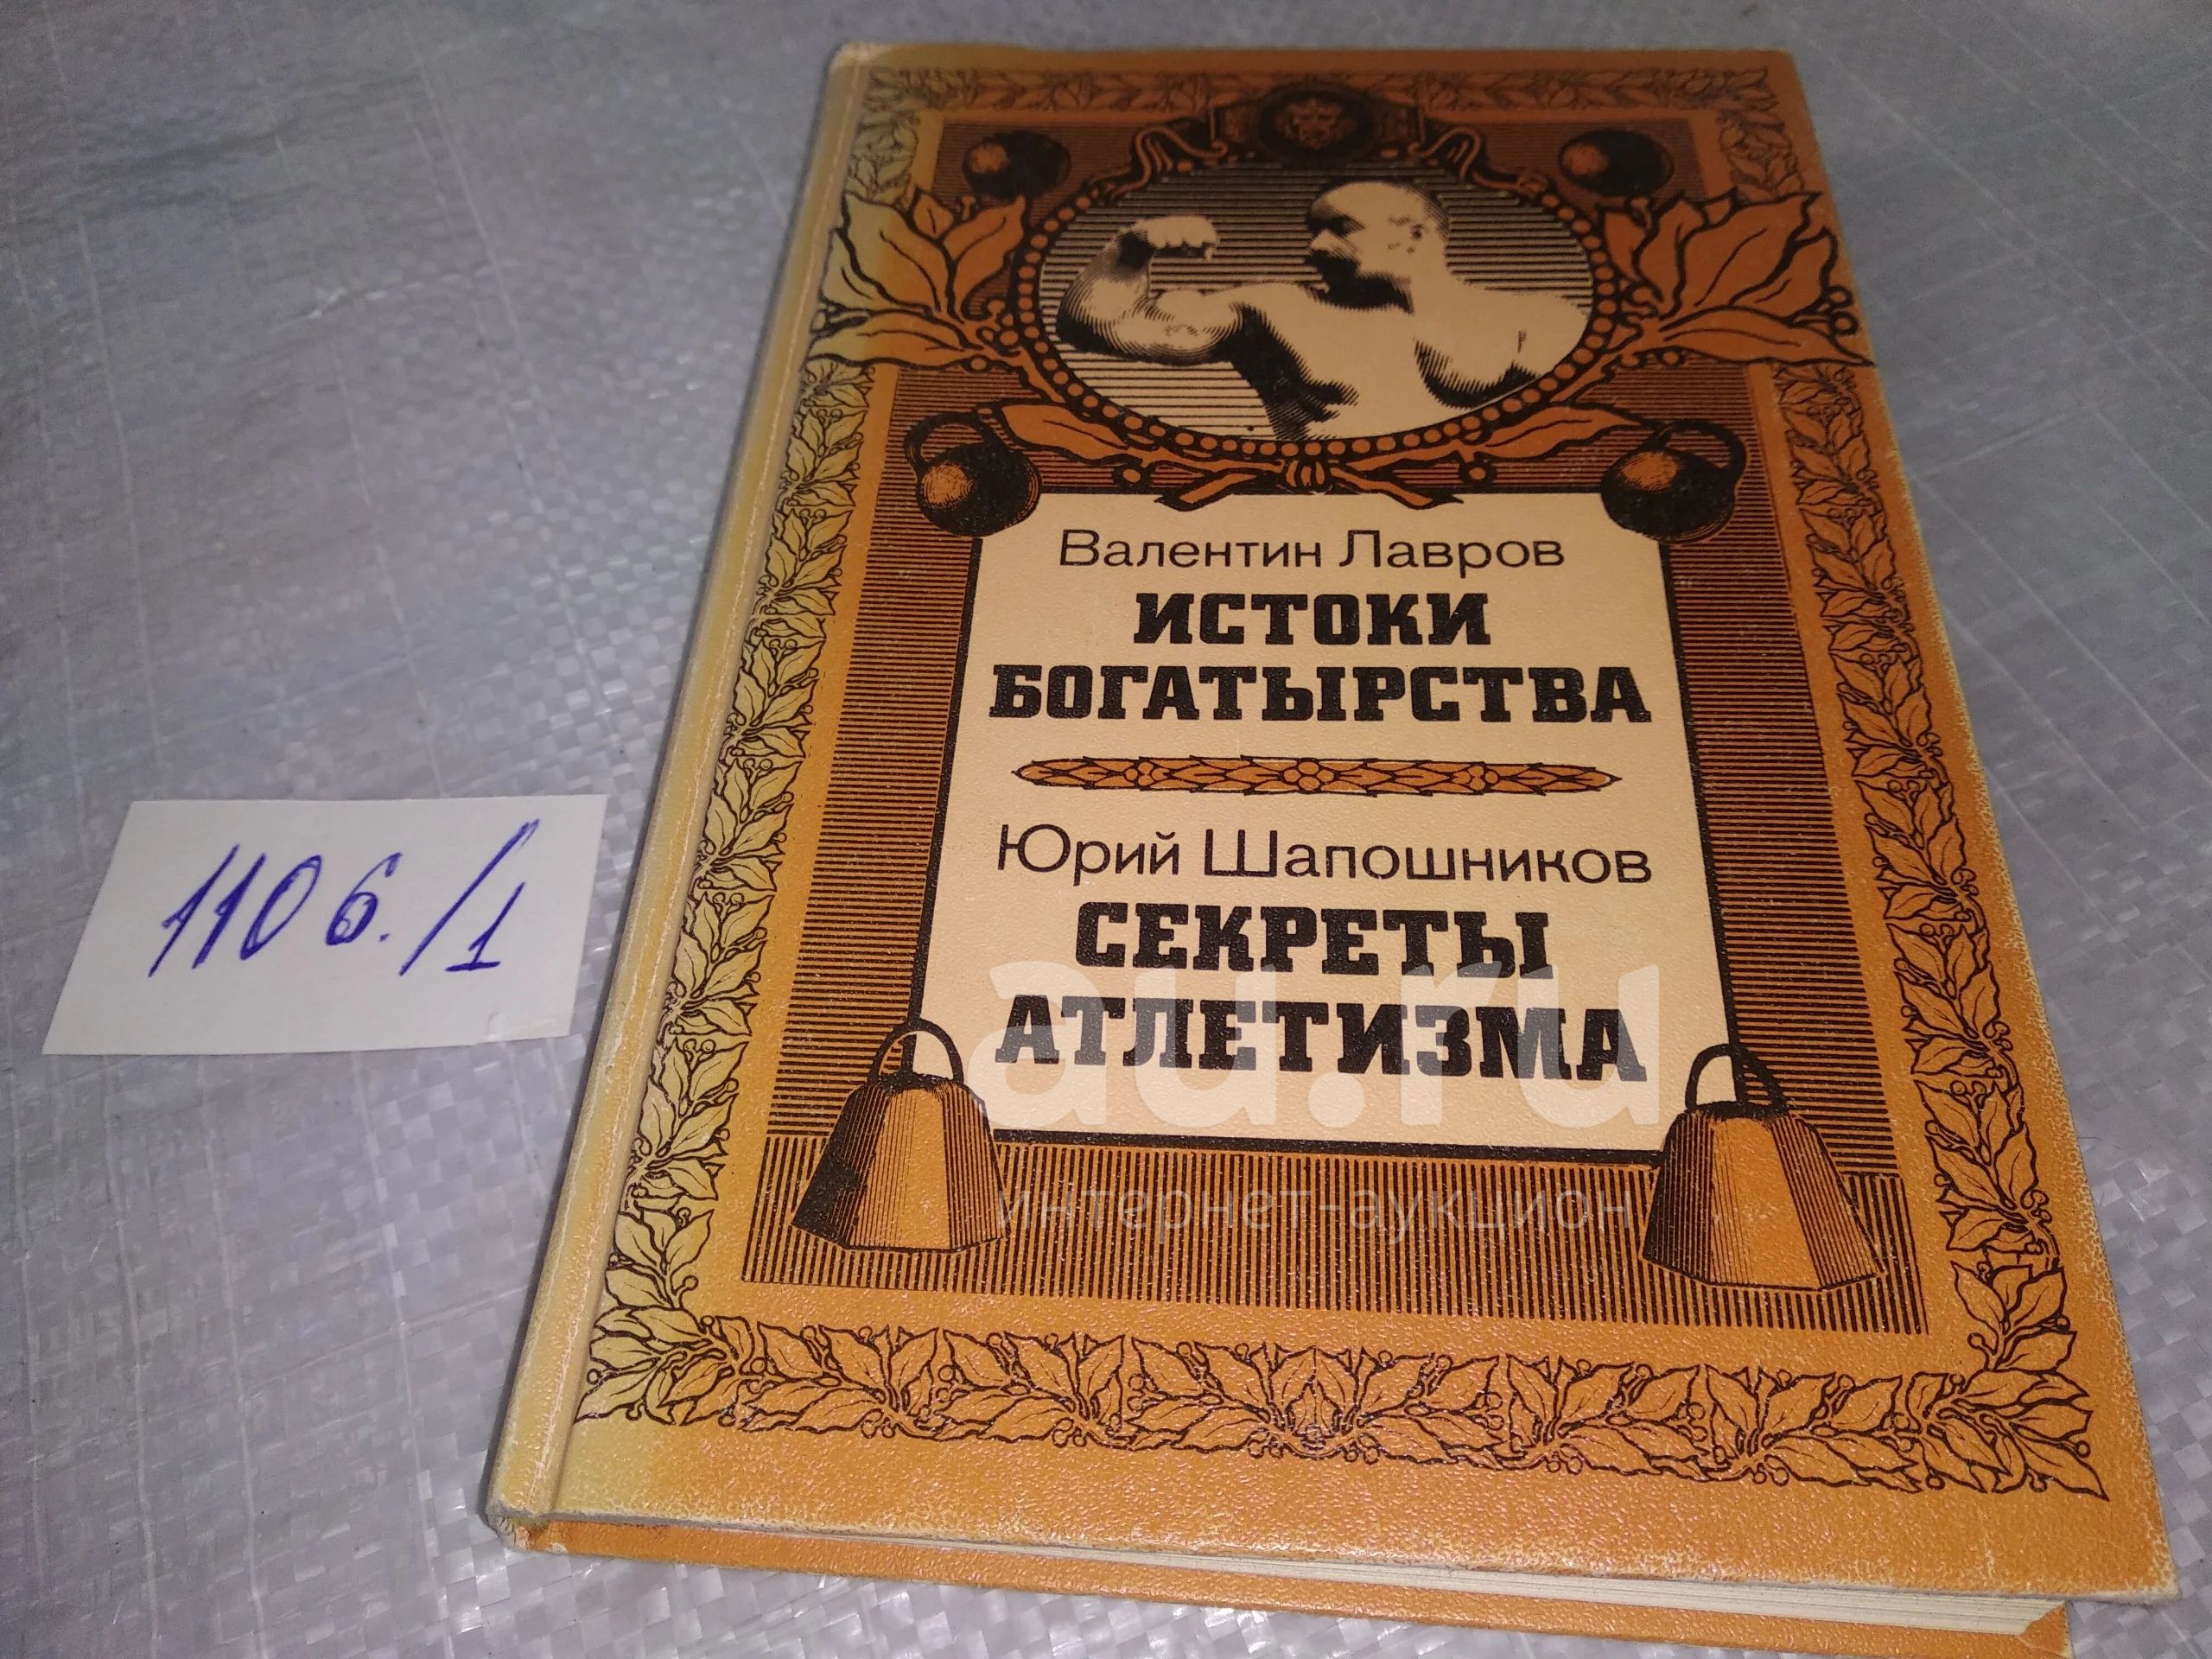 Валентин Лавров
ИСТОКИ
БОГАТЫРСТВА
Юрий Шапошников
СЕКРЕТЫ
АТЛЕТИЗМА
1106./1
au.ru
интернет-аукцион